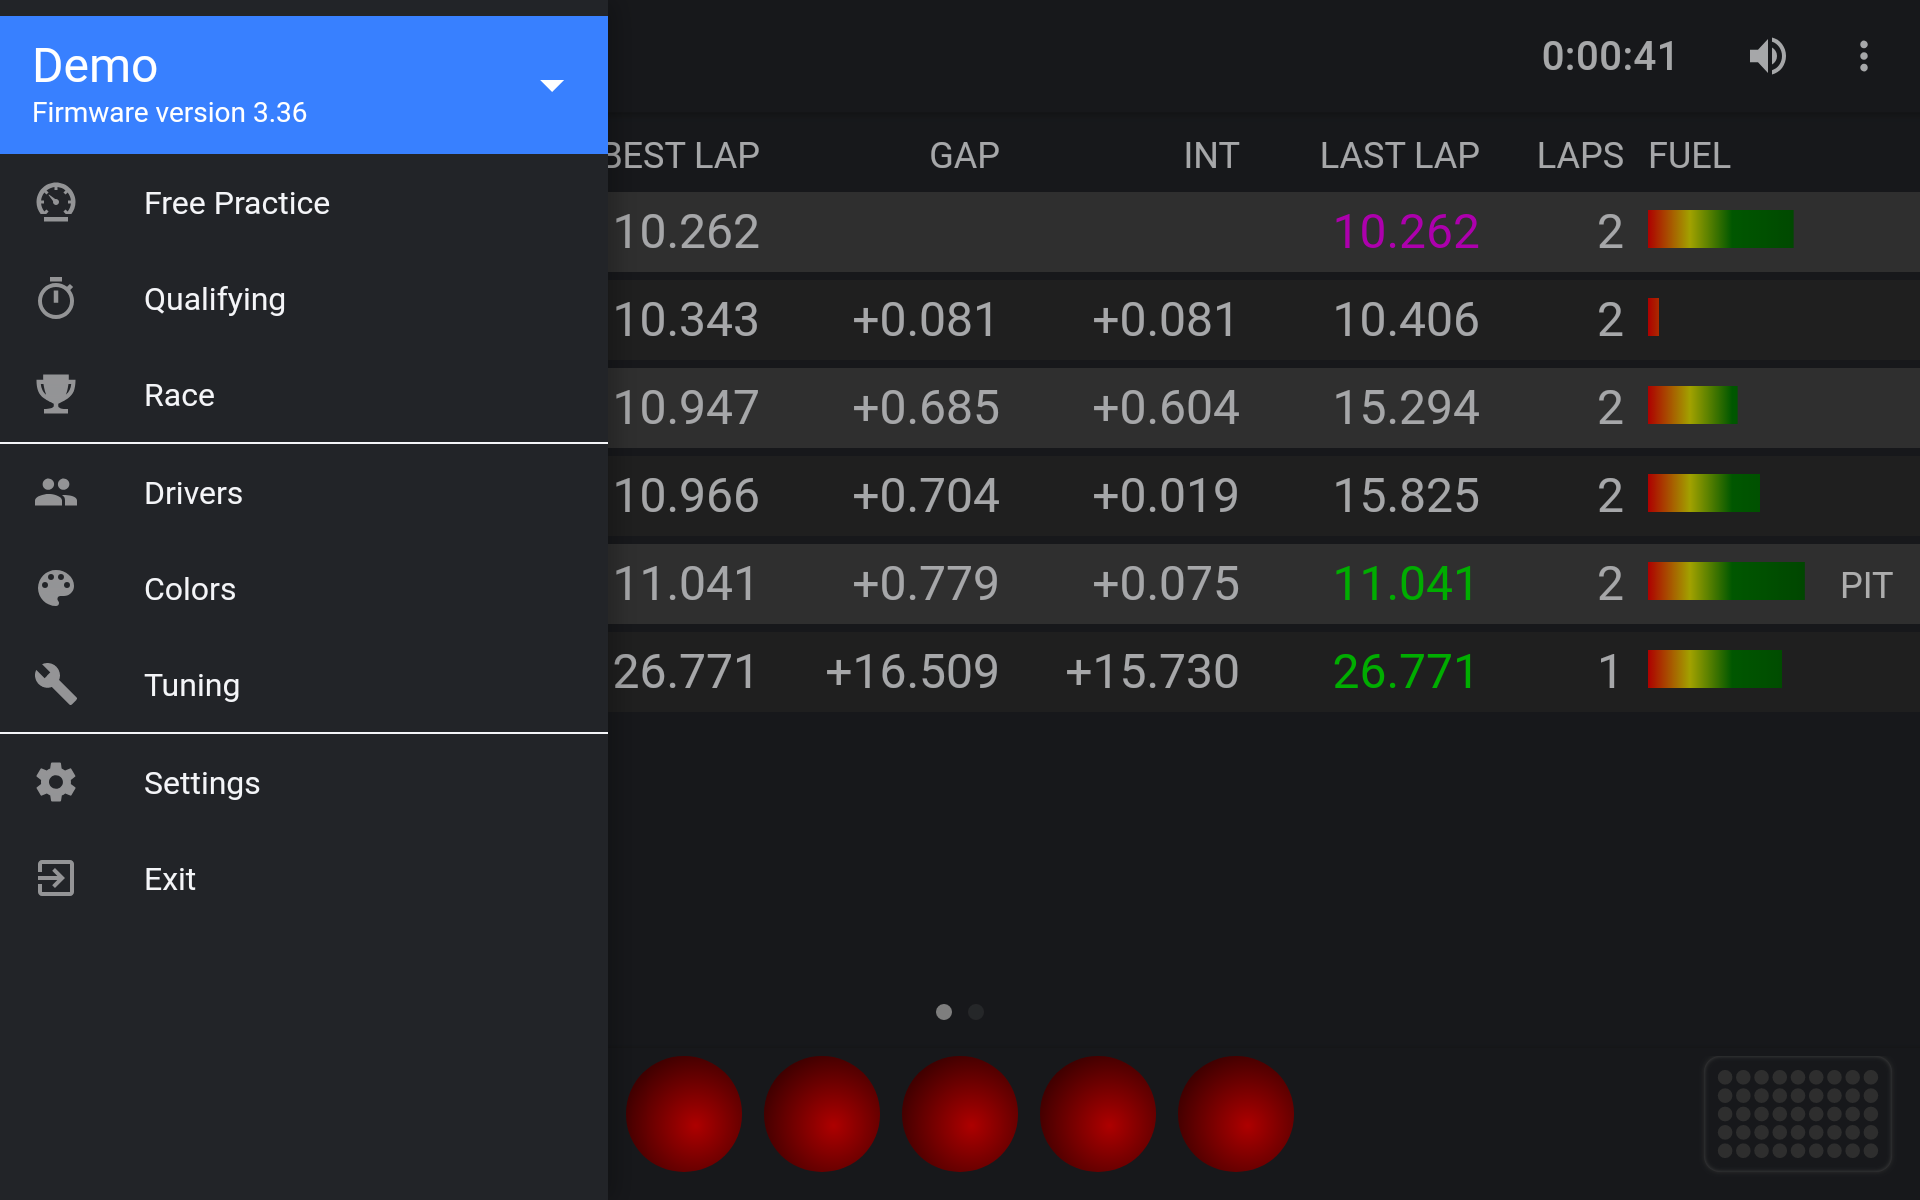 Demo
Firmware version 3.36
Free Practice
Qualifying
Race
Drivers
Colors
Tuning
Settings
Exit
0:00:41
BEST LAP GAP INT LAST LAP LAPS FUEL
10.262 10.262 2
10.343 +0.081 +0.081 10.406 2
10.947 +0.685 +0.604 15.294 2
10.966 +0.704 +0.019 15.825 2
11.041 +0.779 +0.075 11.041 2 PIT
26.771 +16.509 +15.730 26.771 1